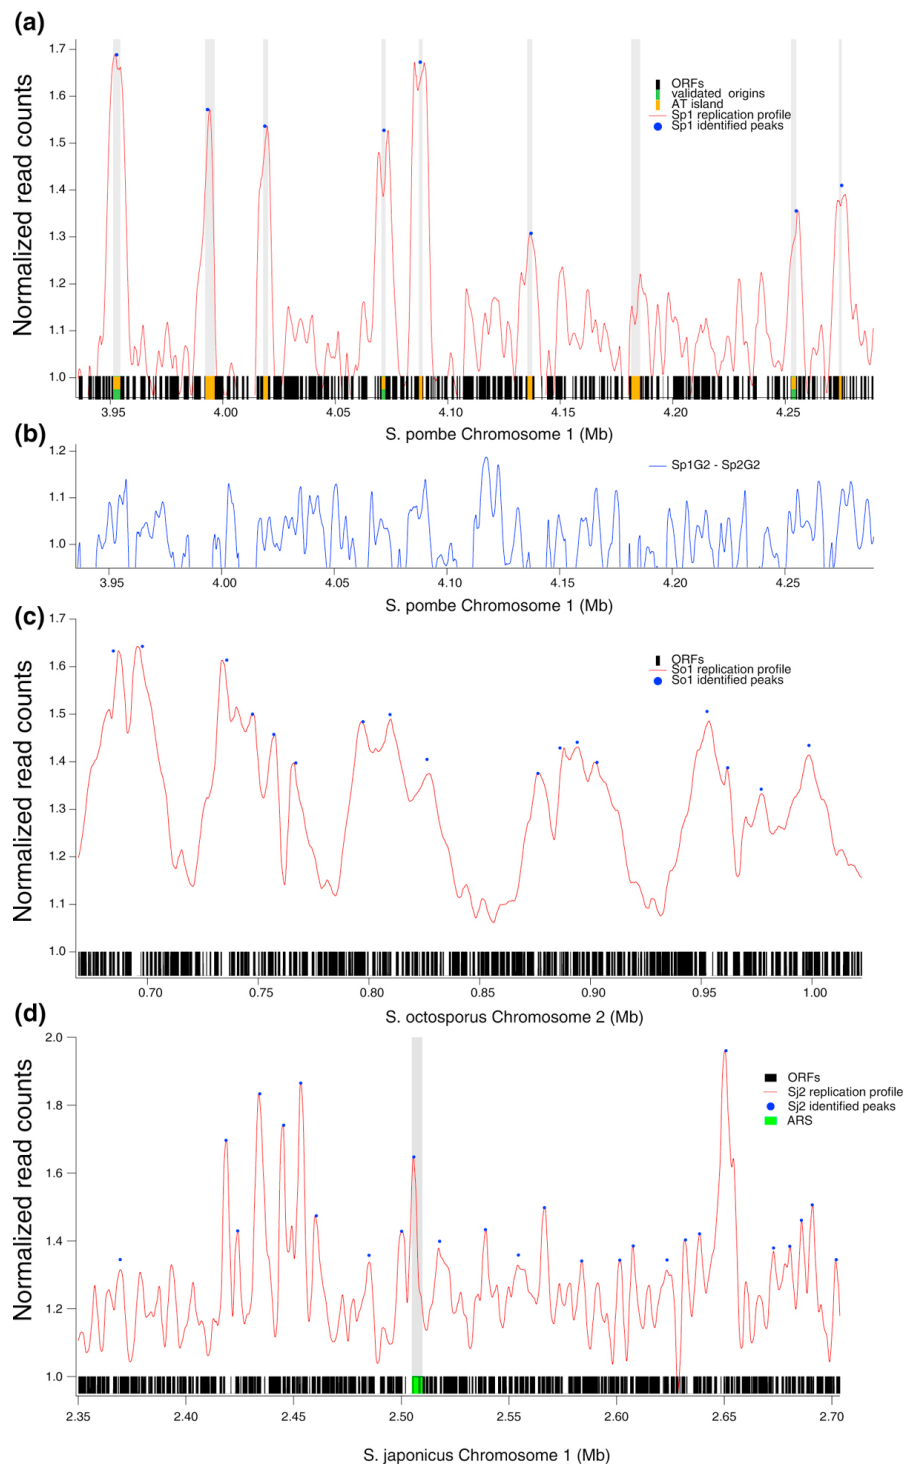 (a)
Normalized read counts
1.7
1.6
1.5
1.4
1.3
1.2
1.1
1.0
ORFs
validated origins
AT island
Sp1 replication profile
Sp1 identified peaks
3.95 4.00 4.05 4.10 4.15 4.20 4.25
S. pombe Chromosome 1 (Mb)
(b)
1.2
1.1
1.0
Sp1G2 - Sp2G2
3.95 4.00 4.05 4.10 4.15 4.20 4.25
S. pombe Chromosome 1 (Mb)
(c)
Normalized read counts
1.7
1.6
1.5
1.4
1.3
1.2
1.1
1.0
ORFs
So1 replication profile
So1 identified peaks
0.70 0.75 0.80 0.85 0.90 0.95 1.00
S. octosporus Chromosome 2 (Mb)
(d)
Normalized read counts
2.0
1.8
1.6
1.4
1.2
1.0
ORFs
Sj2 replication profile
Sj2 identified peaks
ARS
2.35 2.40 2.45 2.50 2.55 2.60 2.65 2.70
S. japonicus Chromosome 1 (Mb)